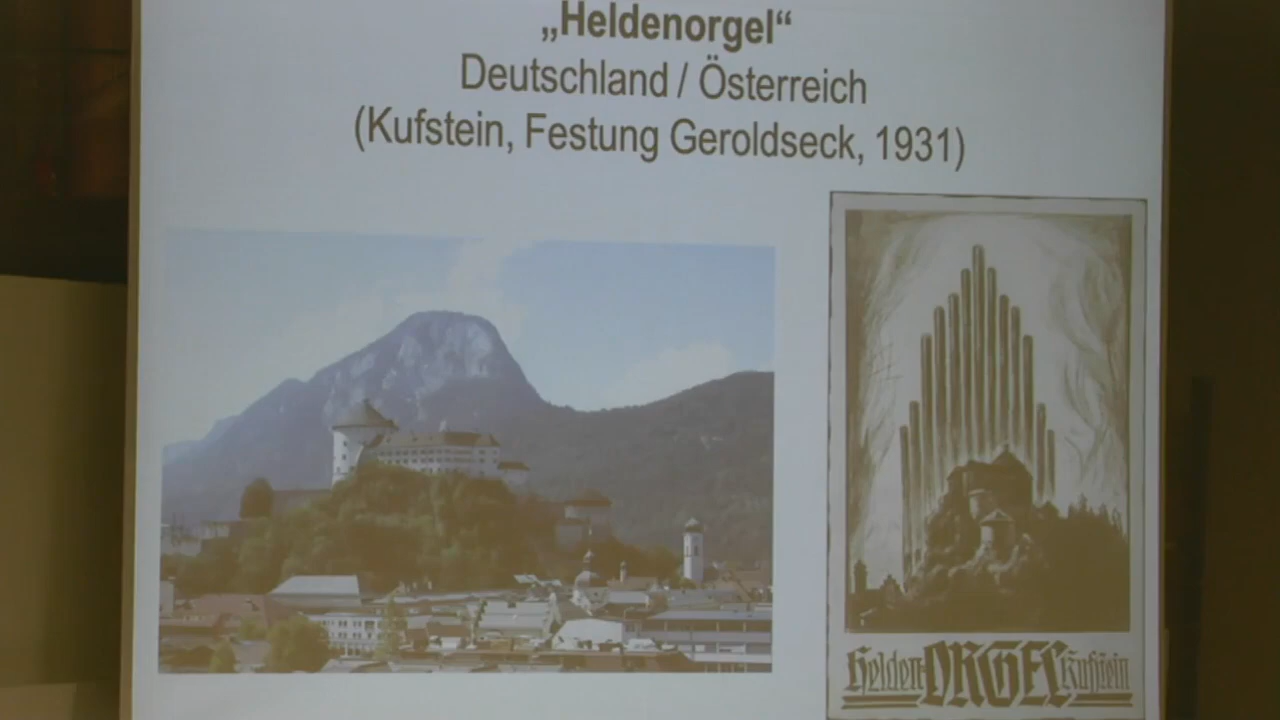 „Heldenorgel“
Deutschland / Österreich
(Kufstein, Festung Geroldseck, 1931)
Helden ORGEL Kufstein